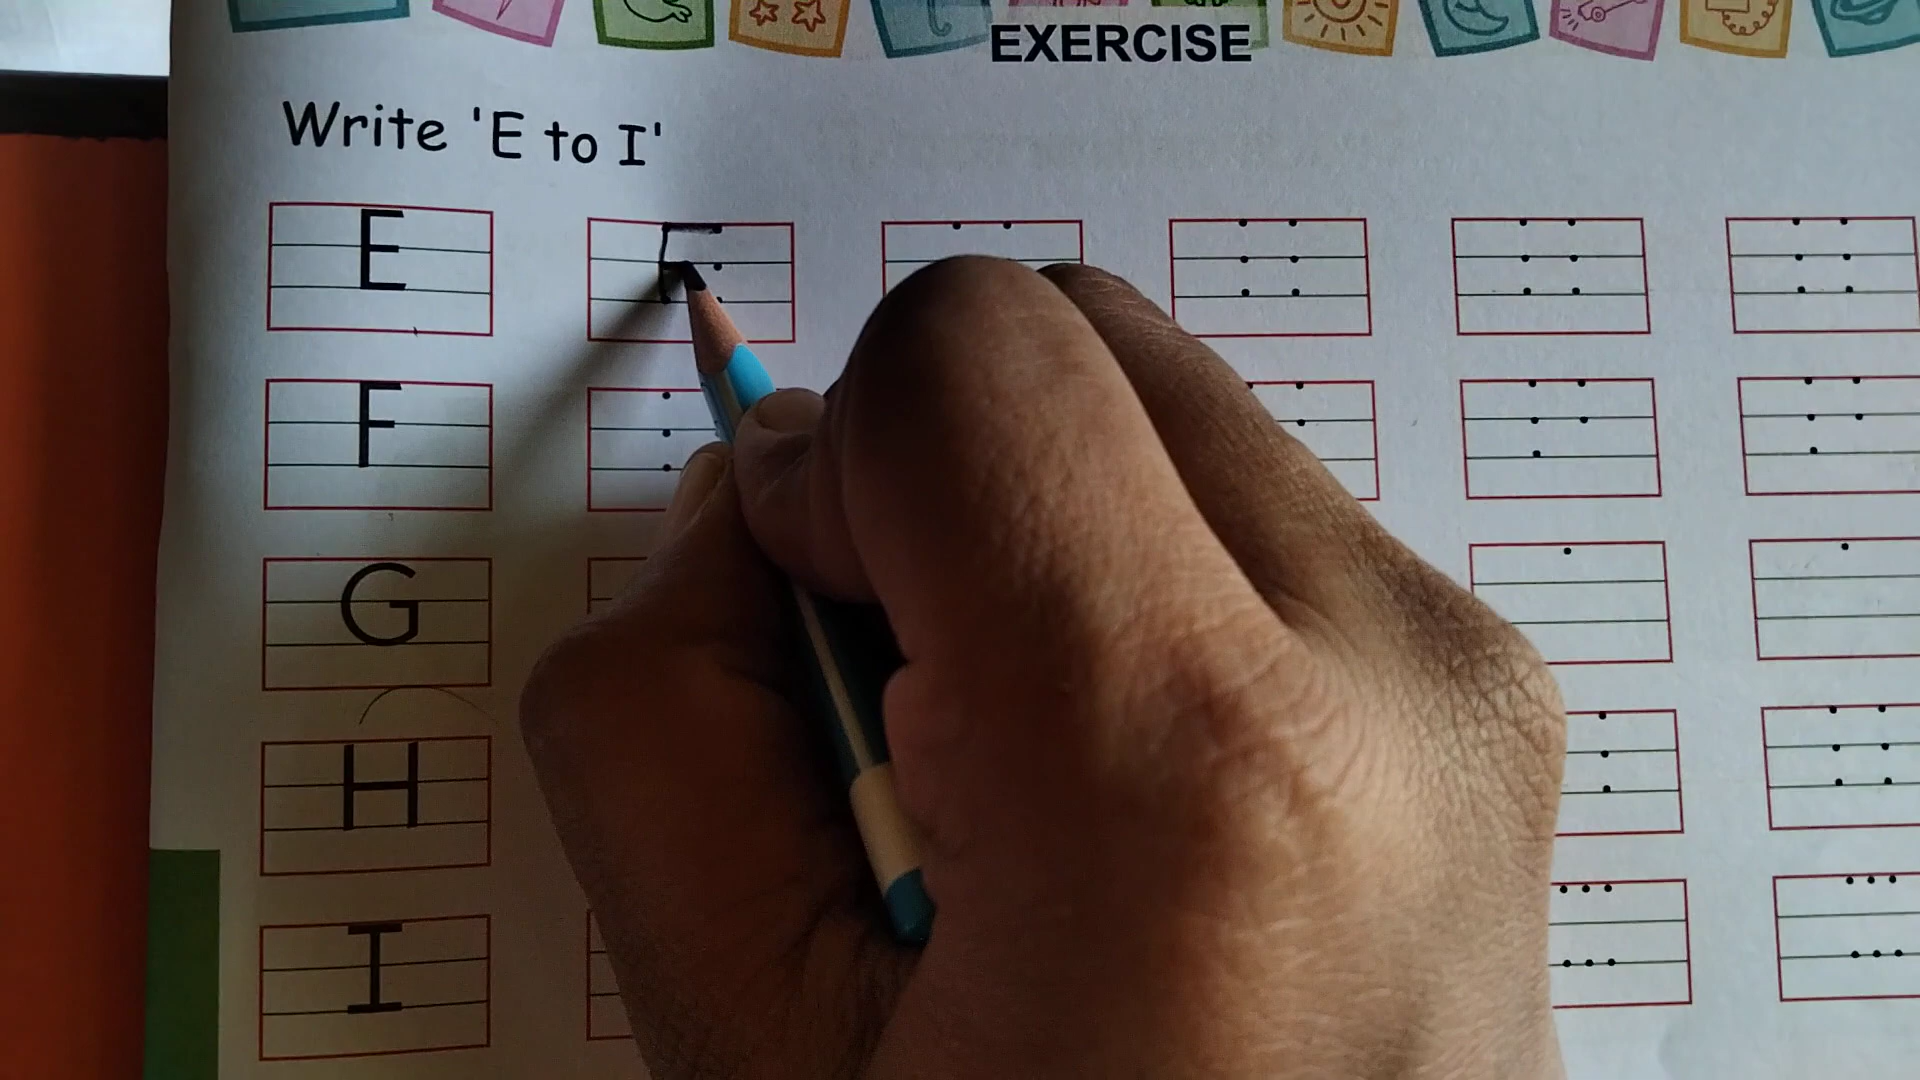 EXERCISE
Write 'E to I'
E
F
G
H
I